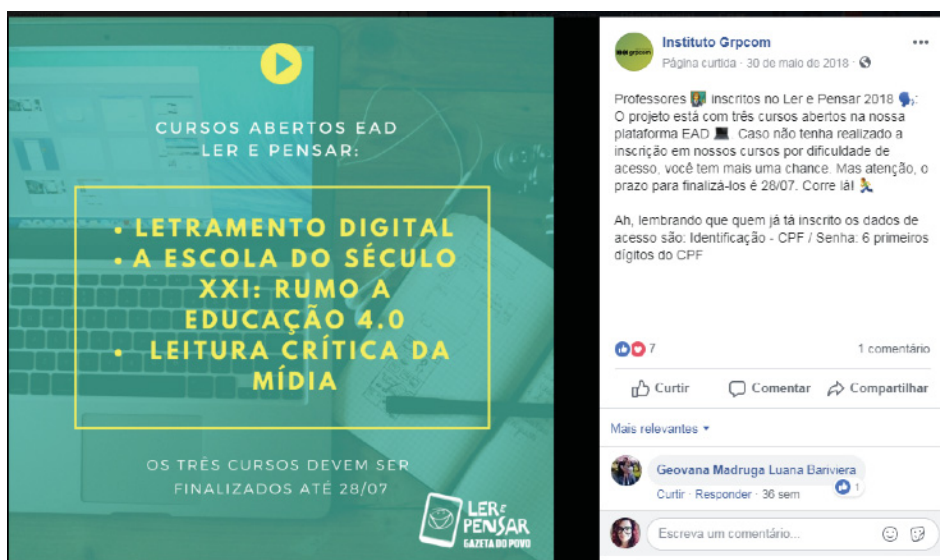 CURSOS ABERTOS EAD
LER E PENSAR:
• LETRAMENTO DIGITAL
• A ESCOLA DO SÉCULO
XXI: RUMO A
EDUCAÇÃO 4.0
• LEITURA CRÍTICA DA
MÍDIA
OS TRÊS CURSOS DEVEM SER
FINALIZADOS ATÉ 28/07
LER E
PENSAR
GAZETA DO POVO
grpcom
Instituto Grpcom
Página curtida · 30 de maio de 2018 ·
Professores inscritos no Ler e Pensar 2018 :
O projeto está com três cursos abertos na nossa
plataforma EAD . Caso não tenha realizado a
inscrição em nossos cursos por dificuldade de
acesso, você tem mais uma chance. Mas atenção, o
prazo para finalizá-los é 28/07. Corre lá!
Ah, lembrando que quem já tá inscrito os dados de
acesso são: Identificação - CPF / Senha: 6 primeiros
dígitos do CPF
7 1 comentário
Curtir Comentar Compartilhar
Mais relevantes
Geovana Madruga Luana Bariviera
Curtir · Responder · 36 sem 1
Escreva um comentário...